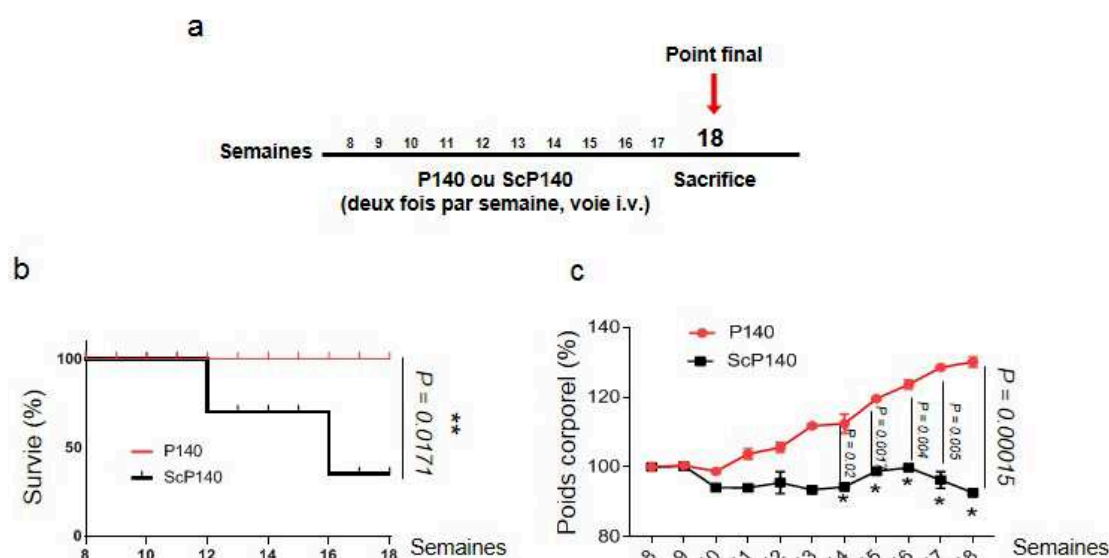 a
Point final
Semaines 8 9 10 11 12 13 14 15 16 17 18
P140 ou ScP140 Sacrifice
(deux fois par semaine, voie i.v.)
b
Survie (%)
100
50
0
P140
ScP140
P = 0.0171
**
8 10 12 14 16 18 Semaines
c
Poids corporel (%)
140
120
100
80
P140
ScP140
P = 0.02
P = 0.001
P = 0.004
P = 0.005
P = 0.00015
* * * * *
Semaines